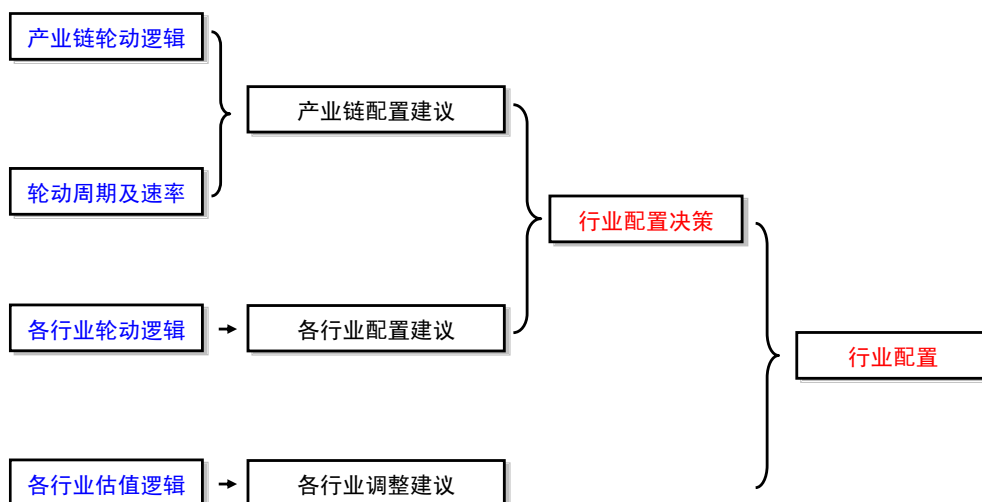 产业链轮动逻辑
产业链配置建议
轮动周期及速率
行业配置决策
各行业轮动逻辑
各行业配置建议
行业配置
各行业估值逻辑
各行业调整建议